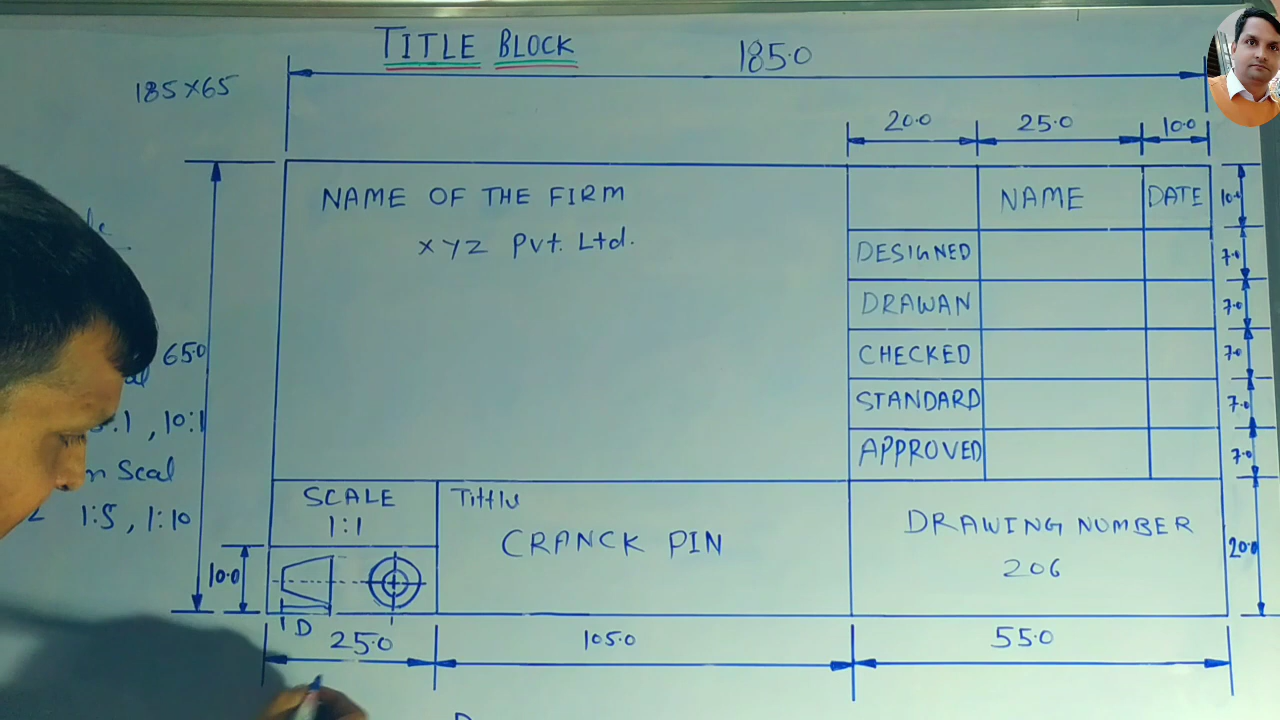 TITLE BLOCK
185.0
185×65
20.0 25.0 10.0
NAME OF THE FIRM
XYZ Pvt. Ltd.
NAME DATE 10.0
DESIGNED 7.0
DRAWAN 7.0
CHECKED 7.0
STANDARD 7.0
APPROVED 7.0
65.0
, 10:1
Scal
1:5, 1:10
SCALE
1:1
Tittle
CRANCK PIN
DRAWING NUMBER
206
20.0
10.0
D
25.0 105.0 55.0